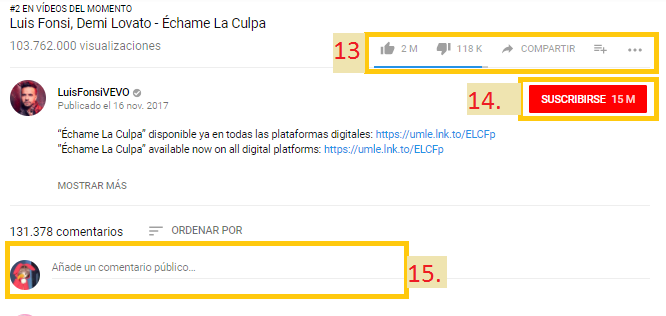 #2 EN VÍDEOS DEL MOMENTO
Luis Fonsi, Demi Lovato - Échame La Culpa
103.762.000 visualizaciones
13
2 M 118 K COMPARTIR
LuisFonsiVEVO
Publicado el 16 nov. 2017
14.
SUSCRIBIRSE 15 M
"Échame La Culpa" disponible ya en todas las plataformas digitales: https://umle.lnk.to/ELCFp
"Échame La Culpa" available now on all digital platforms: https://umle.lnk.to/ELCFp
MOSTRAR MÁS
131.378 comentarios ORDENAR POR
Añade un comentario público...
15.